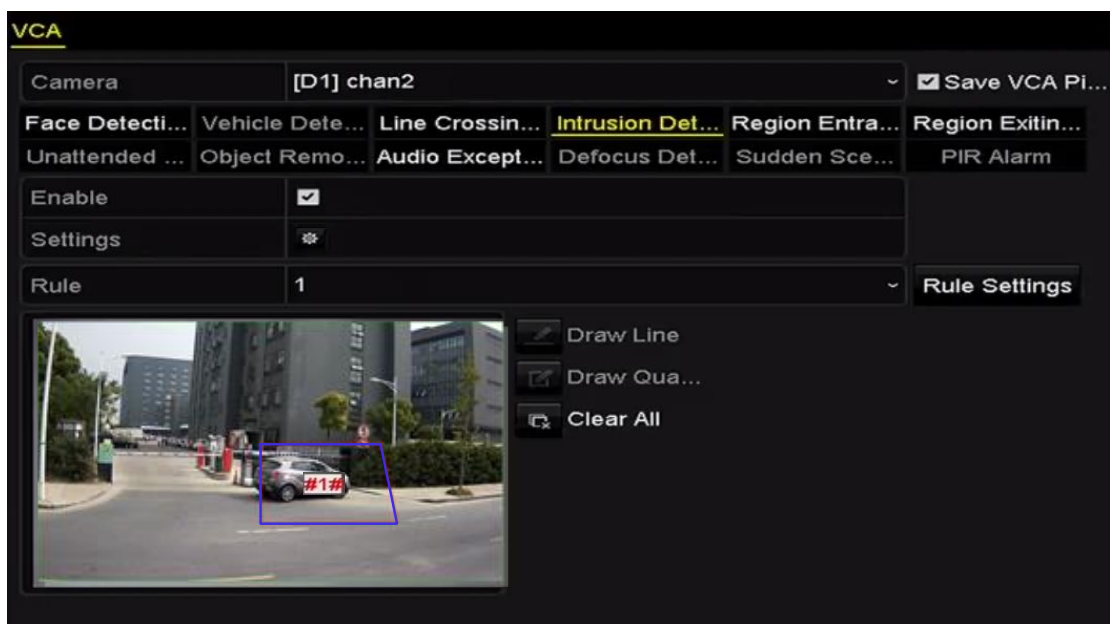 VCA
Camera [D1] chan2 Save VCA Pi...
Face Detecti... Vehicle Dete... Line Crossin... Intrusion Det... Region Entra... Region Exitin...
Unattended ... Object Remo... Audio Except... Defocus Det... Sudden Sce... PIR Alarm
Enable
Settings
Rule 1 Rule Settings
Draw Line
Draw Qua...
Clear All
#1#